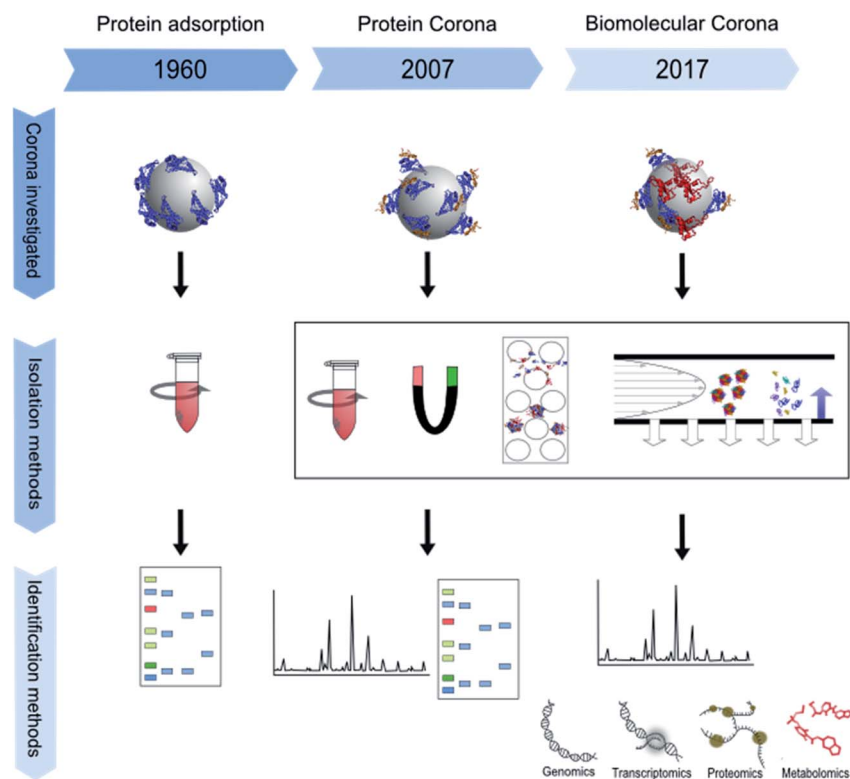 Protein adsorption
Protein Corona
Biomolecular Corona
1960
2007
2017
Corona investigated
Isolation methods
Identification methods
Genomics
Transcriptomics
Proteomics
Metabolomics